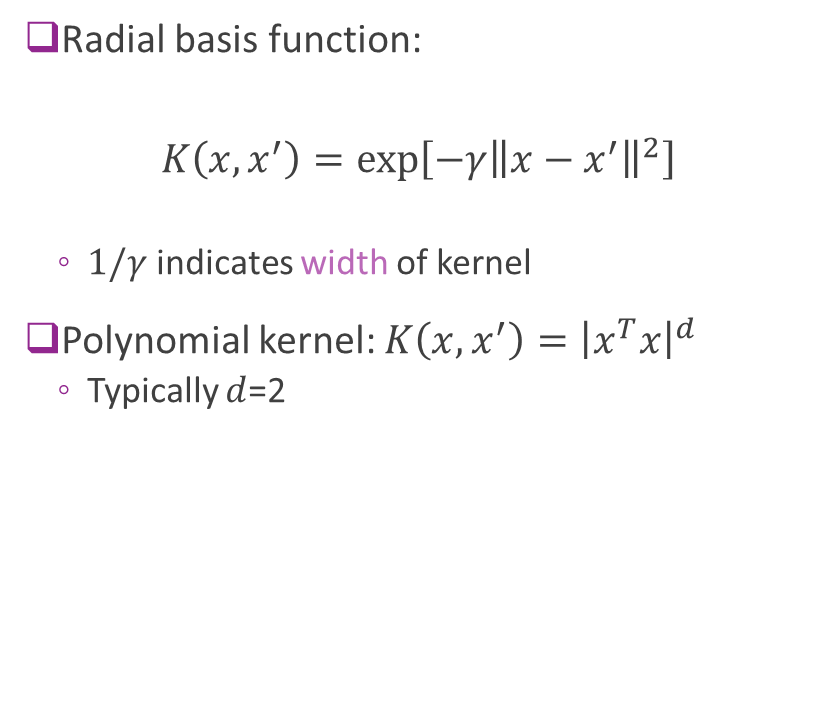 ❑Radial basis function:
K(x, x′) = exp[−γ‖x − x′‖²]
◦ 1/γ indicates width of kernel
❑Polynomial kernel: K(x, x′) = |xᵀx|ᵈ
◦ Typically d=2